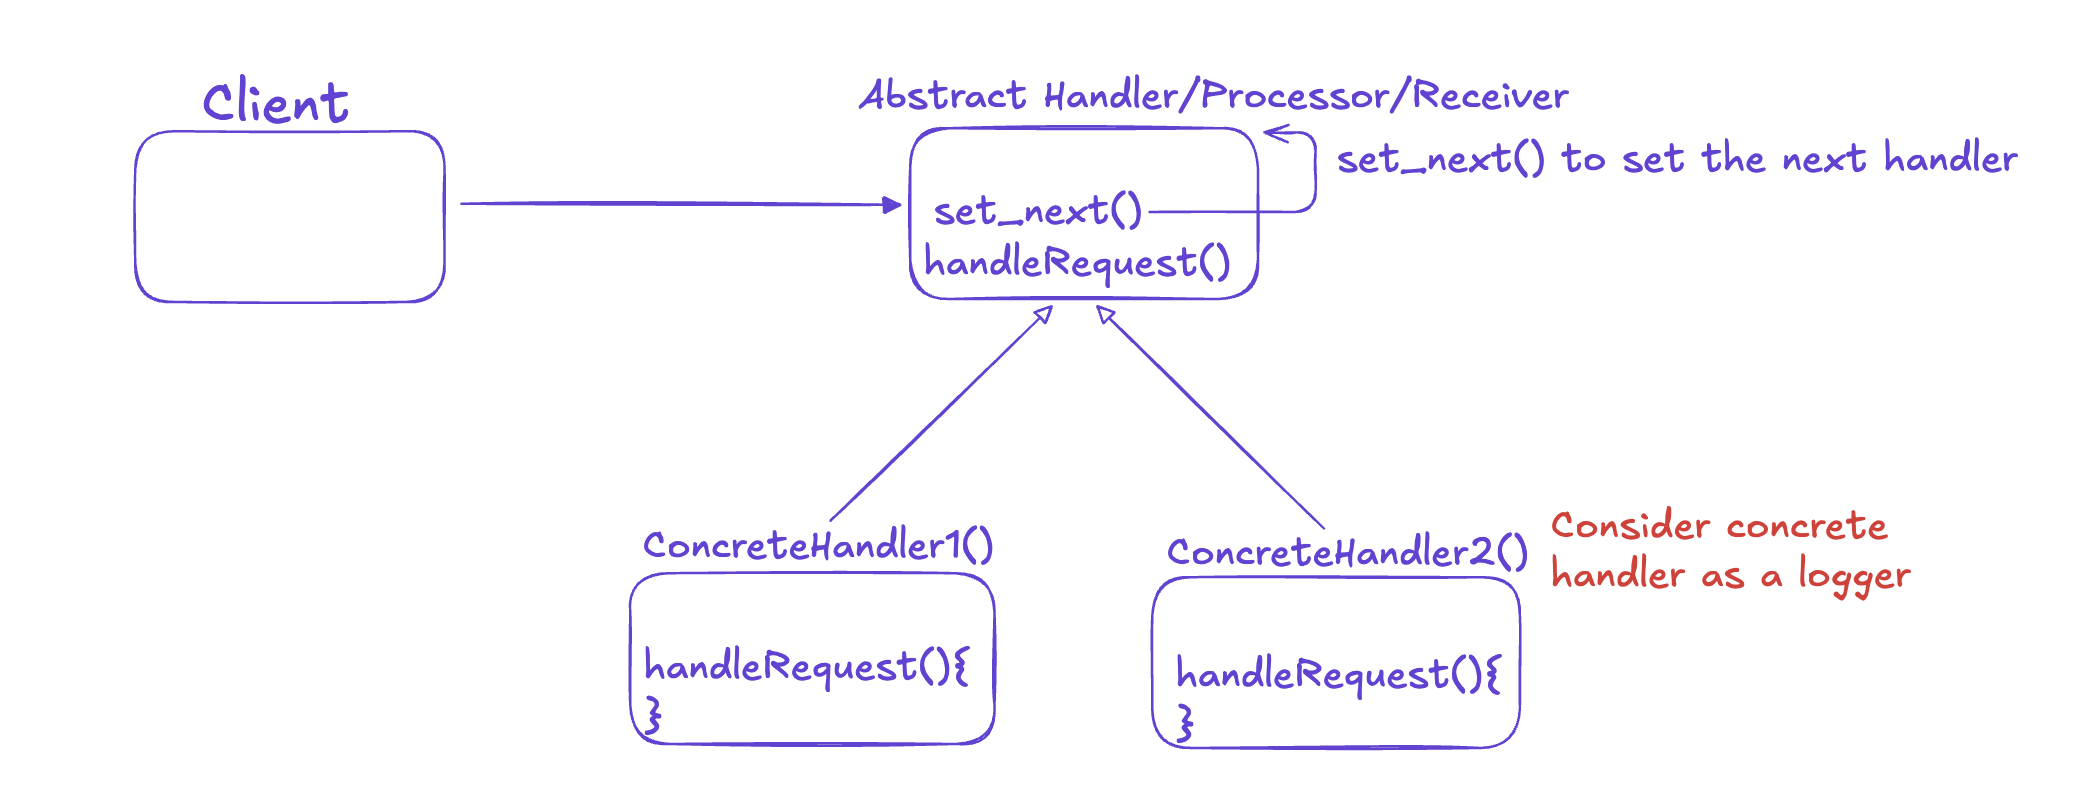 Client
Abstract Handler/Processor/Receiver
set_next() to set the next handler
set_next()
handleRequest()
ConcreteHandler1()
handleRequest(){
}
ConcreteHandler2()
handleRequest(){
}
Consider concrete
handler as a logger